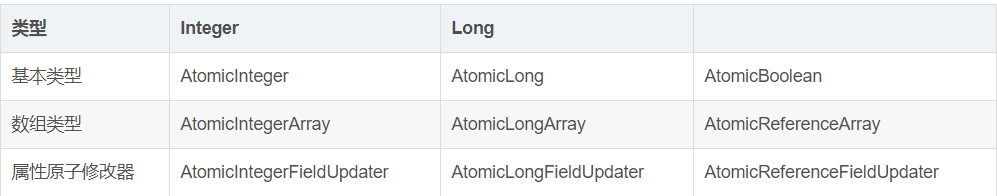 类型 Integer Long
基本类型 AtomicInteger AtomicLong AtomicBoolean
数组类型 AtomicIntegerArray AtomicLongArray AtomicReferenceArray
属性原子修改器 AtomicIntegerFieldUpdater AtomicLongFieldUpdater AtomicReferenceFieldUpdater